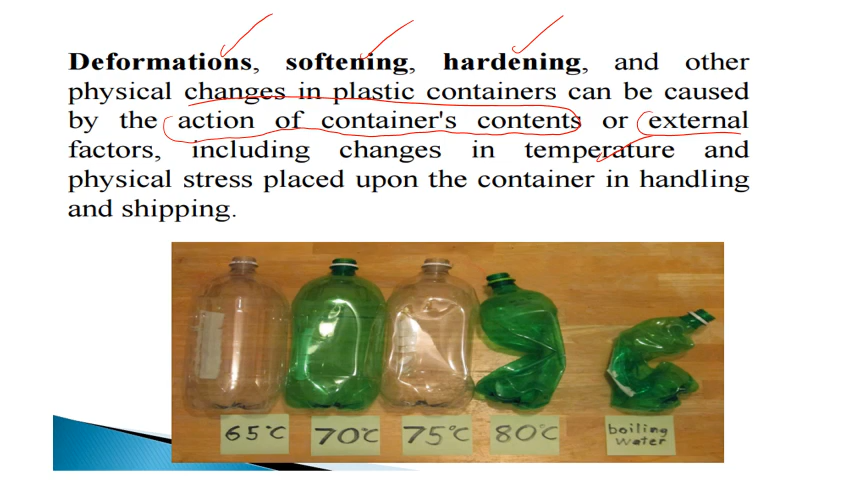 Deformations, softening, hardening, and other
physical changes in plastic containers can be caused
by the action of container's contents or external
factors, including changes in temperature and
physical stress placed upon the container in handling
and shipping.
65°C 70°C 75°C 80°C boiling
water